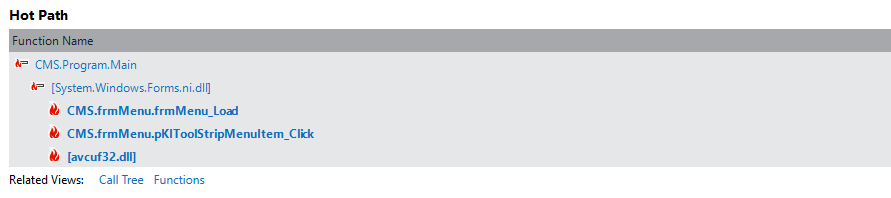 Hot Path
Function Name
CMS.Program.Main
[System.Windows.Forms.ni.dll]
CMS.frmMenu.frmMenu_Load
CMS.frmMenu.pKIToolStripMenuItem_Click
[avcuf32.dll]
Related Views: Call Tree Functions